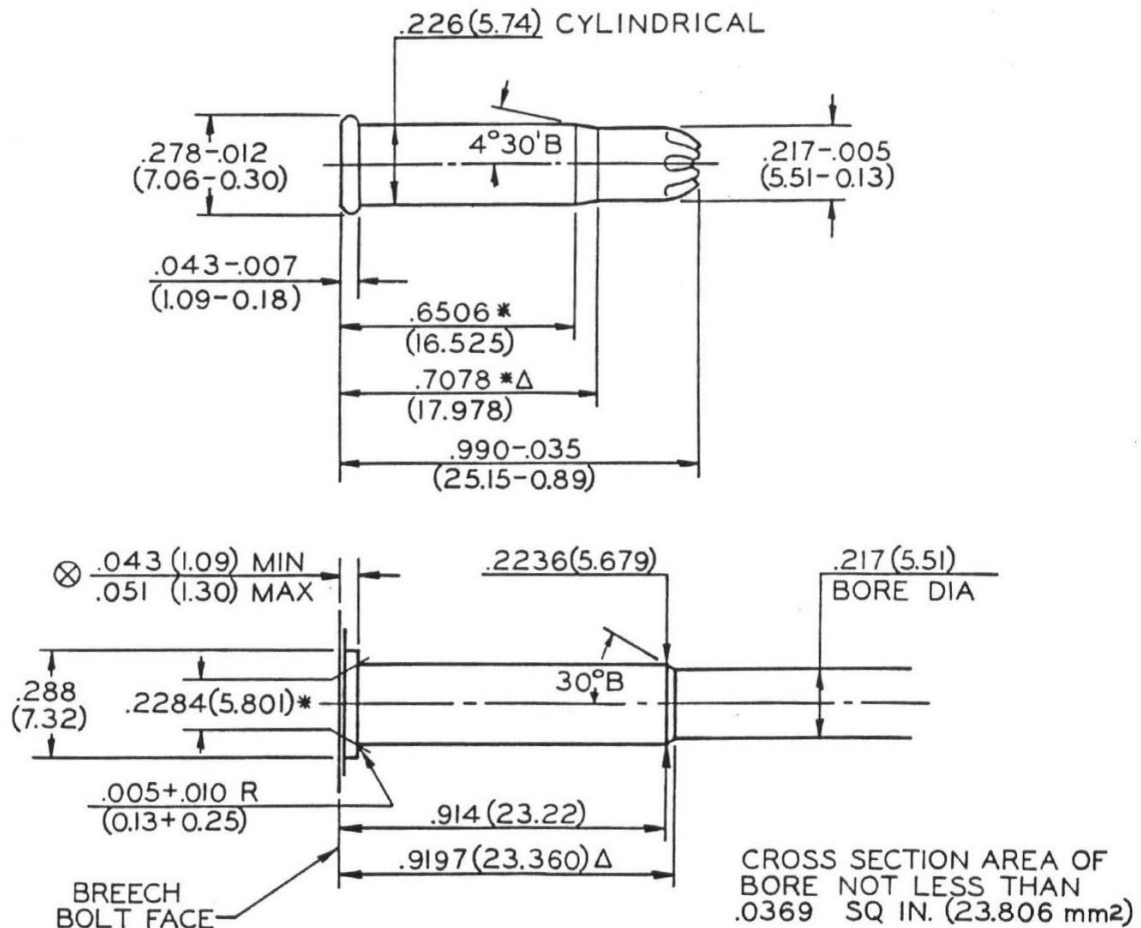 .226(5.74) CYLINDRICAL
4°30'B
.278-.012
(7.06-0.30)
.217-.005
(5.51-0.13)
.043-.007
(1.09-0.18)
.6506 *
(16.525)
.7078 *Δ
(17.978)
.990-.035
(25.15-0.89)
⊗ .043 (1.09) MIN
.051 (1.30) MAX
.2236(5.679)
.217(5.51)
BORE DIA
30°B
.288
(7.32)
.2284(5.801)*
.005+.010 R
(0.13+0.25)
.914(23.22)
.9197(23.360)Δ
BREECH
BOLT FACE
CROSS SECTION AREA OF
BORE NOT LESS THAN
.0369 SQ IN. (23.806 mm2)